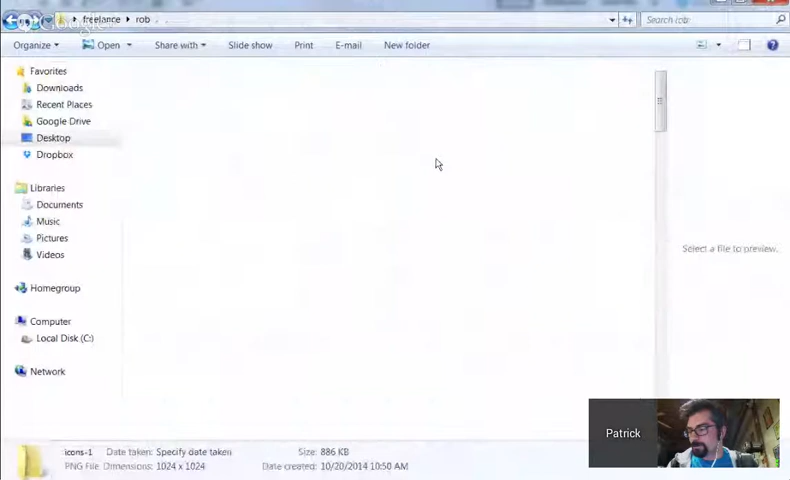 Google
freelance rob
Search rob
Organize Open Share with Slide show Print E-mail New folder
Favorites
Downloads
Recent Places
Google Drive
Desktop
Dropbox
Libraries
Documents
Music
Pictures
Videos
Select a file to preview.
Homegroup
Computer
Local Disk (C:)
Network
Patrick
icons-1 Date taken: Specify date taken Size: 886 KB
PNG File Dimensions: 1024 x 1024 Date created: 10/20/2014 10:50 AM